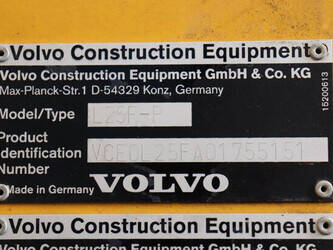 Volvo Construction Equipment
Volvo Construction Equipment GmbH & Co. KG
Max-Planck-Str.1 D-54329 Konz, Germany
Model/Type L25F-P
Product
Identification VCE0L25FA01755151
Number
Made in Germany VOLVO
15200613
Volvo Construction Equipment